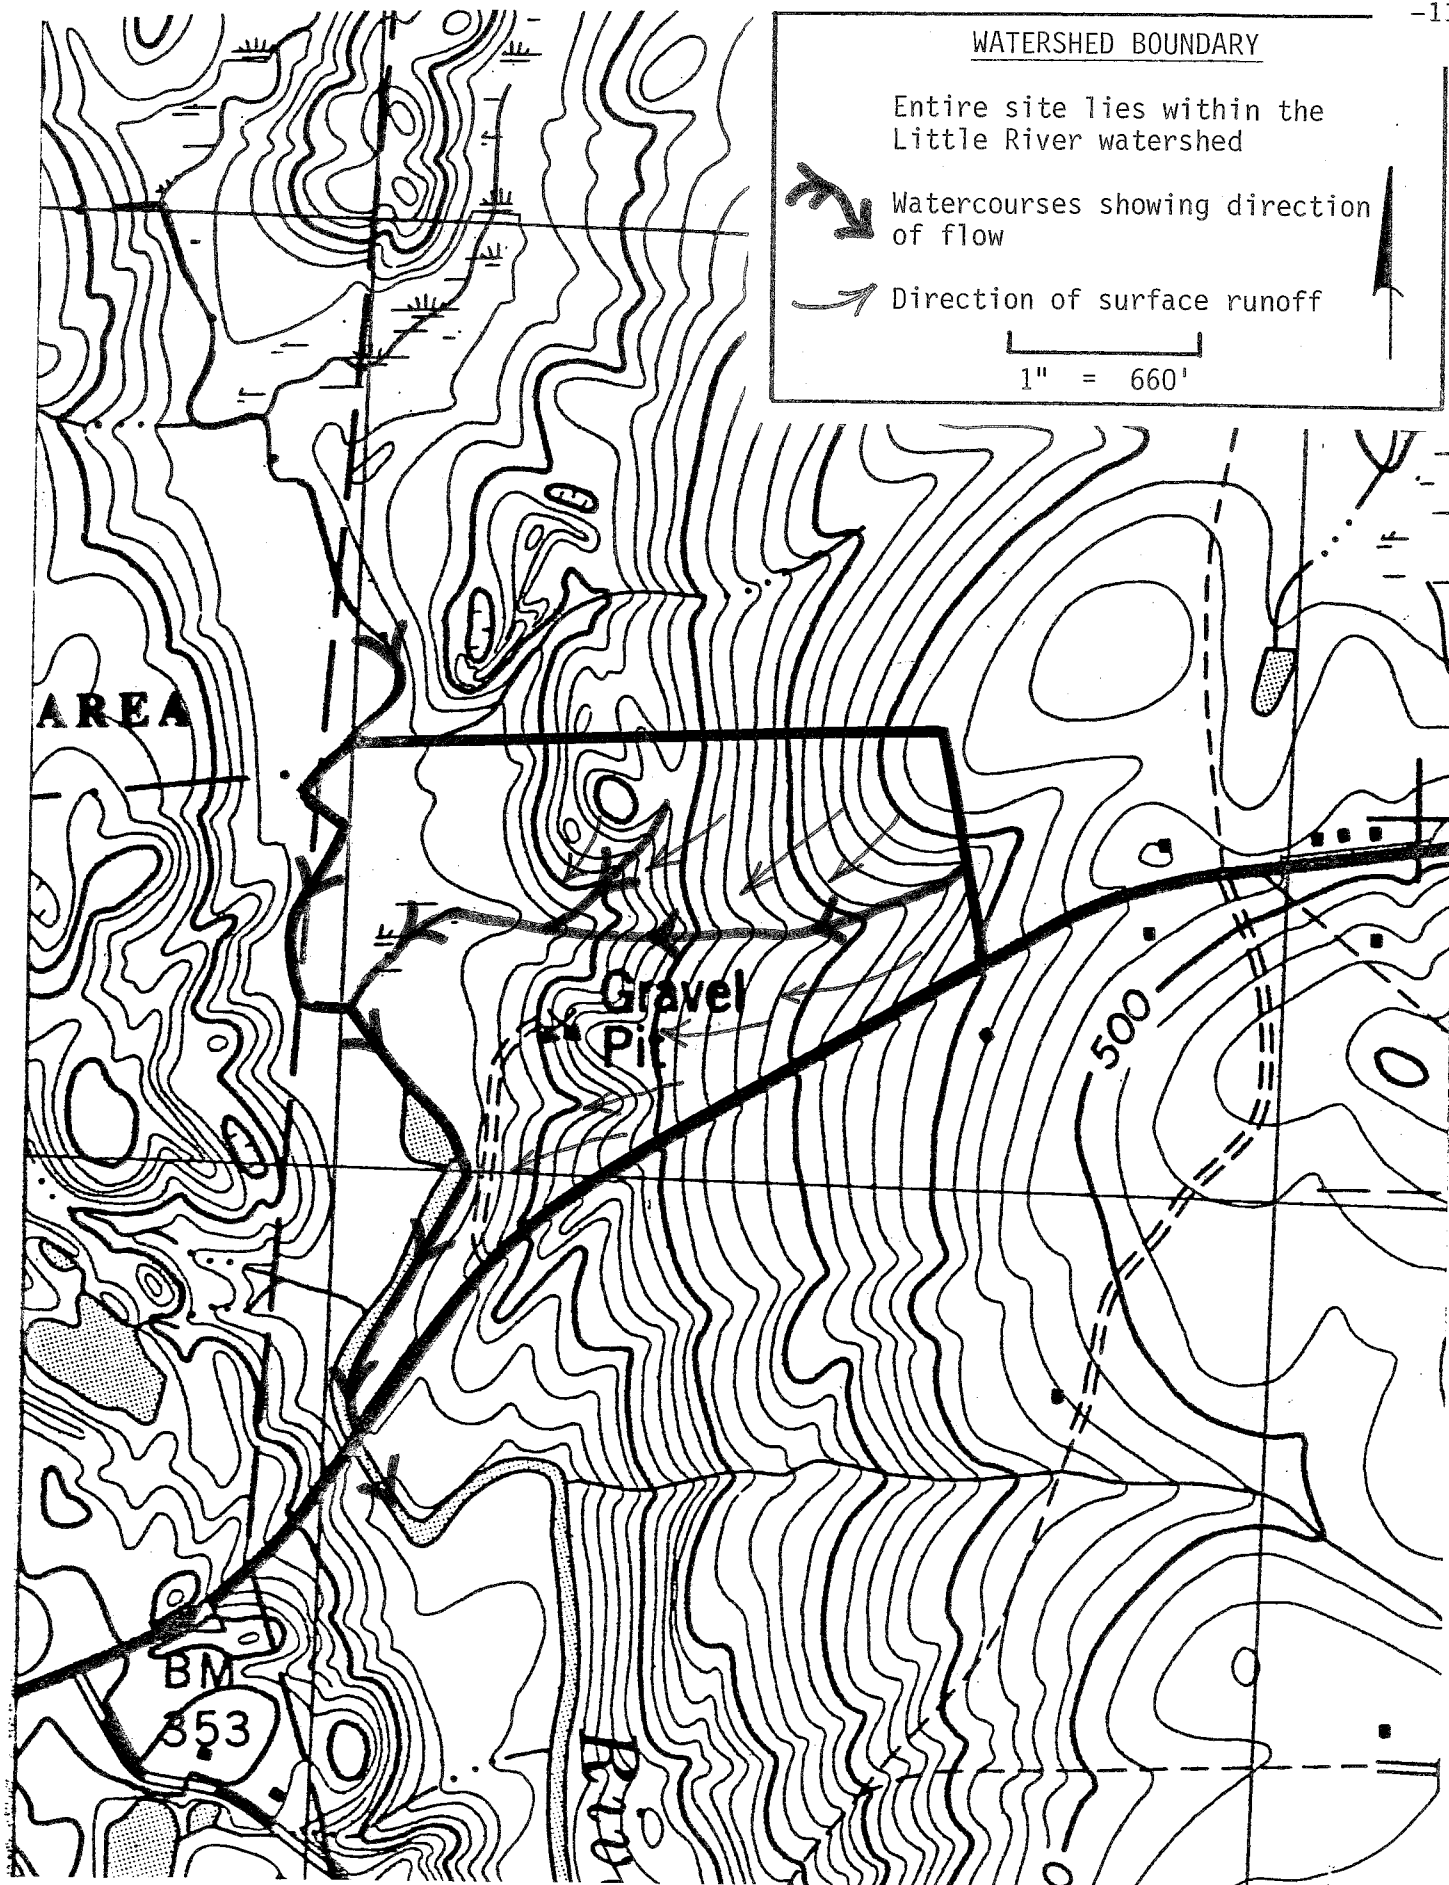 WATERSHED BOUNDARY
Entire site lies within the
Little River watershed
Watercourses showing direction
of flow
Direction of surface runoff
1" = 660'
AREA
Gravel
Pit
500
BM
353